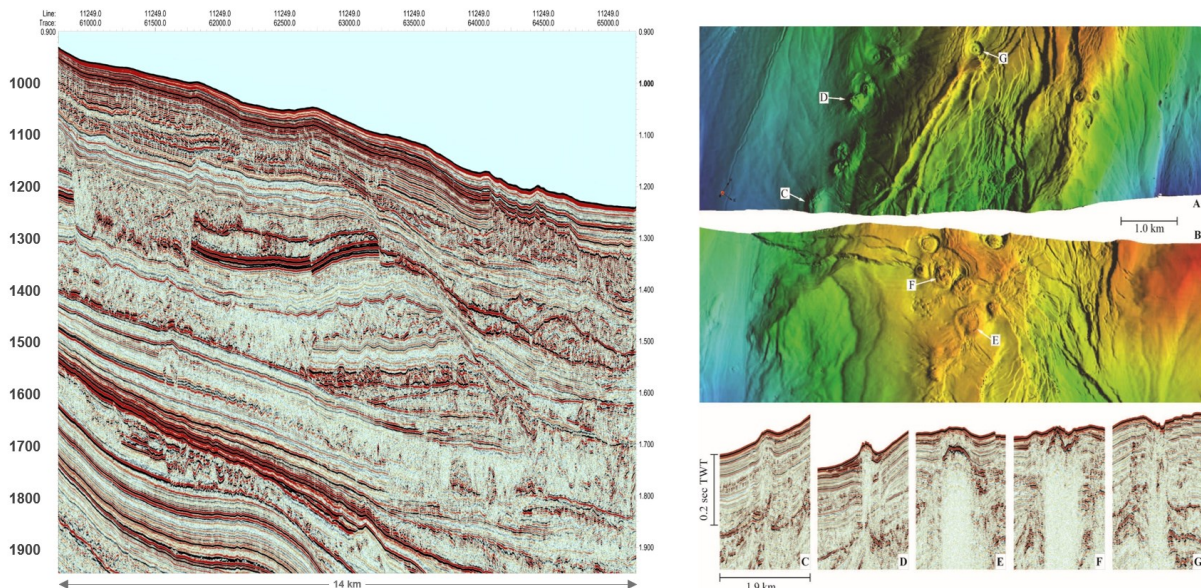 Line: 11249.0 11249.0 11249.0 11249.0 11249.0 11249.0 11249.0 11249.0 11249.0
Trace: 61000.0 61500.0 62000.0 62500.0 63000.0 63500.0 64000.0 64500.0 65000.0
0.900 0.900
1000 1.000
1100 1.100
1200 1.200
1300 1.300
1400 1.400
1500 1.500
1600 1.600
1700 1.700
1800 1.800
1900 1.900
14 km
G
D
C
A
1.0 km
B
F
E
0.2 sec TWT
C D E F G
1.9 km